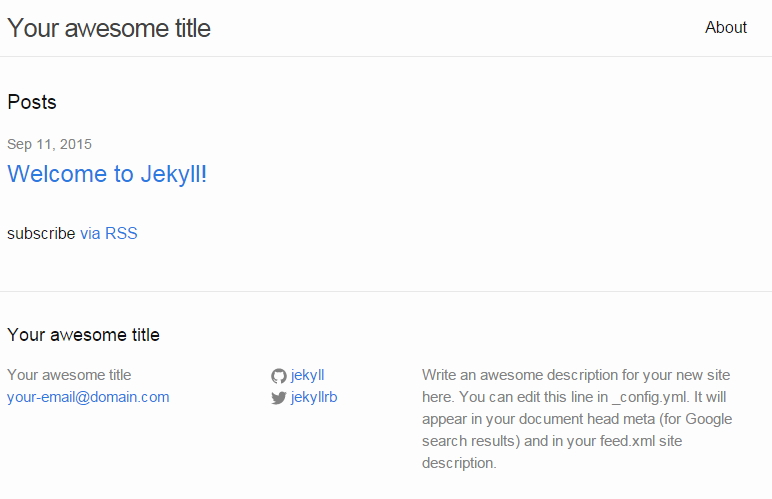 Your awesome title
About
Posts
Sep 11, 2015
Welcome to Jekyll!
subscribe via RSS
Your awesome title
Your awesome title
your-email@domain.com
jekyll
jekyllrb
Write an awesome description for your new site
here. You can edit this line in _config.yml. It will
appear in your document head meta (for Google
search results) and in your feed.xml site
description.